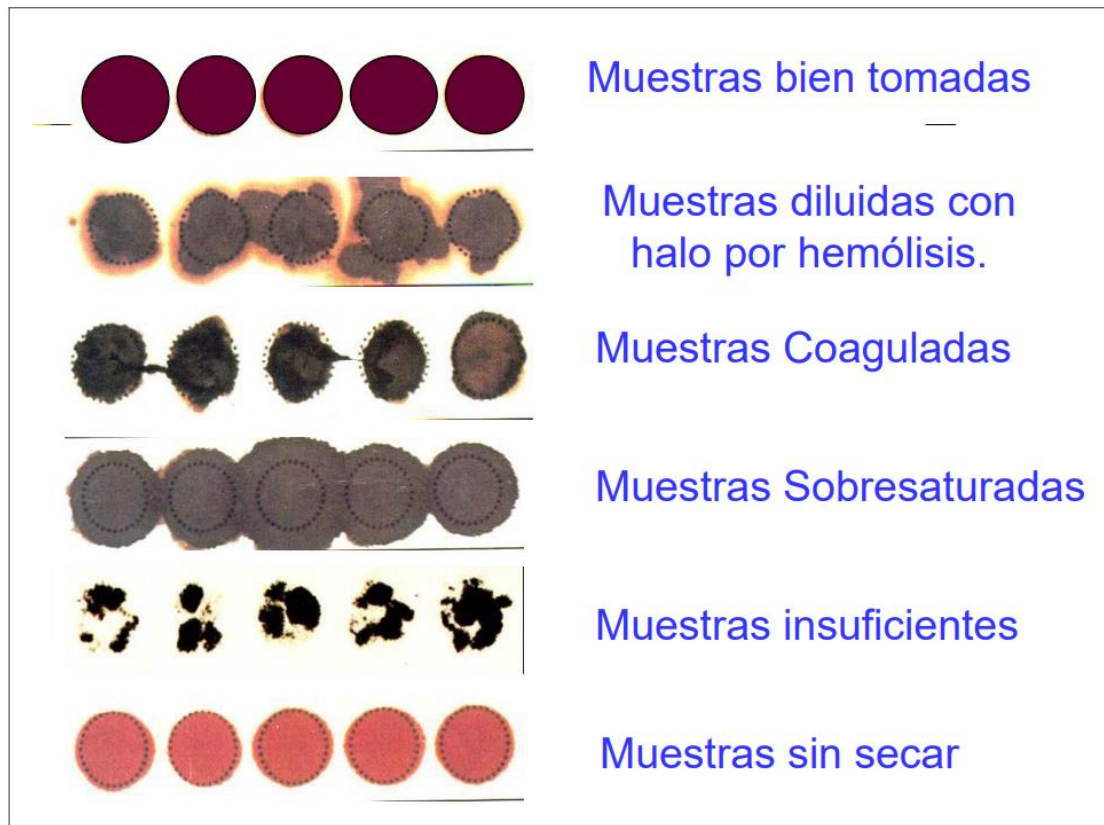 Muestras bien tomadas
Muestras diluidas con
halo por hemólisis.
Muestras Coaguladas
Muestras Sobresaturadas
Muestras insuficientes
Muestras sin secar